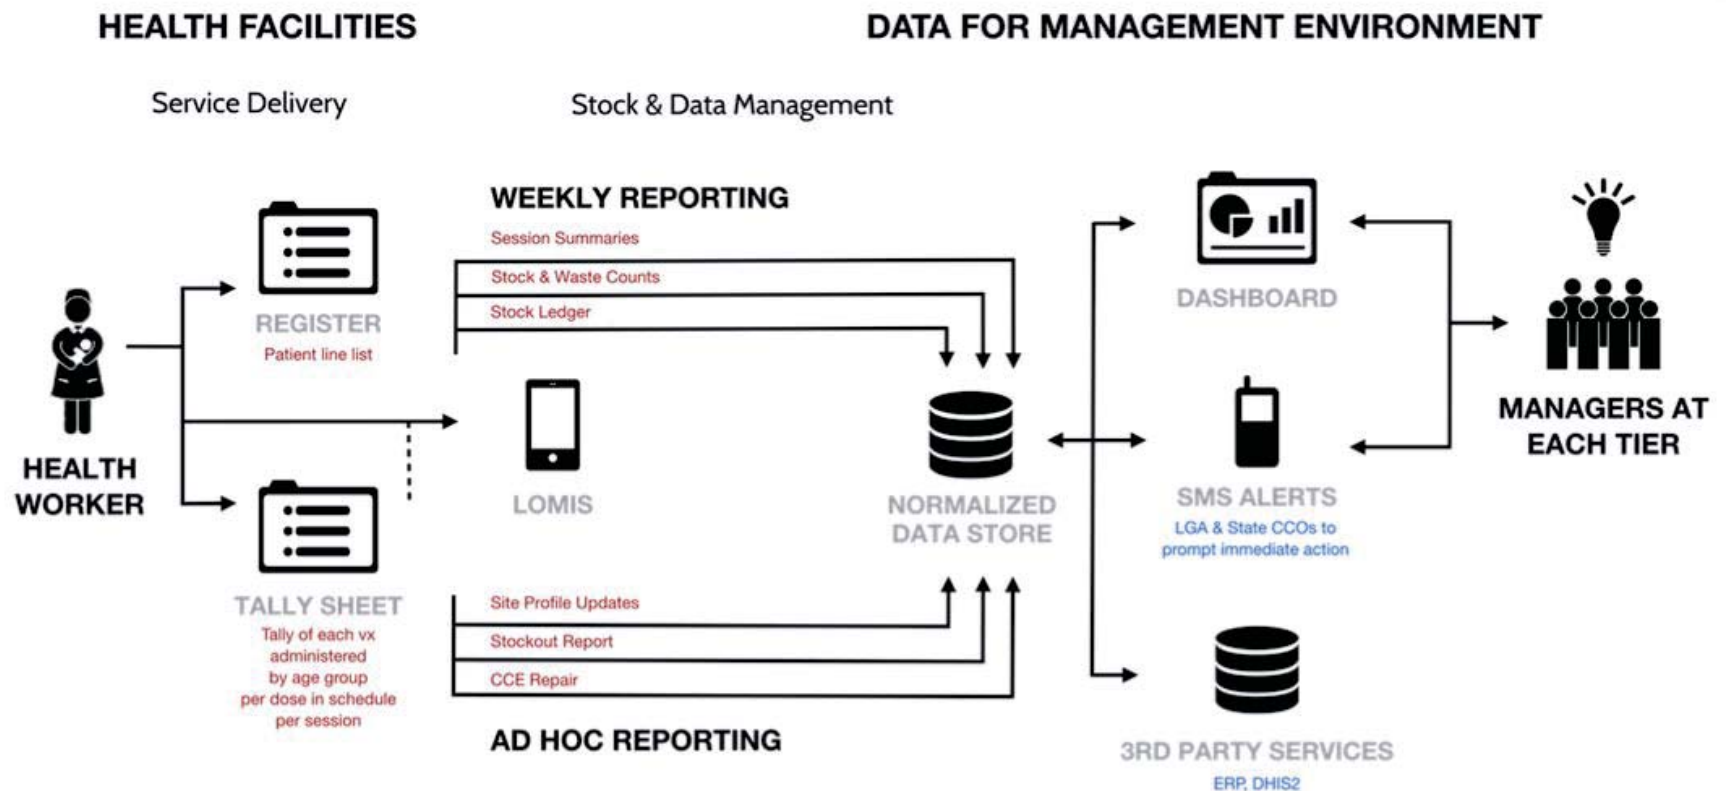 HEALTH FACILITIES
DATA FOR MANAGEMENT ENVIRONMENT
Service Delivery
Stock & Data Management
WEEKLY REPORTING
Session Summaries
Stock & Waste Counts
Stock Ledger
REGISTER
Patient line list
HEALTH
WORKER
TALLY SHEET
Tally of each vx
administered
by age group
per dose in schedule
per session
LOMIS
NORMALIZED
DATA STORE
Site Profile Updates
Stockout Report
CCE Repair
AD HOC REPORTING
DASHBOARD
SMS ALERTS
LGA & State CCOs to
prompt immediate action
3RD PARTY SERVICES
ERP, DHIS2
MANAGERS AT
EACH TIER